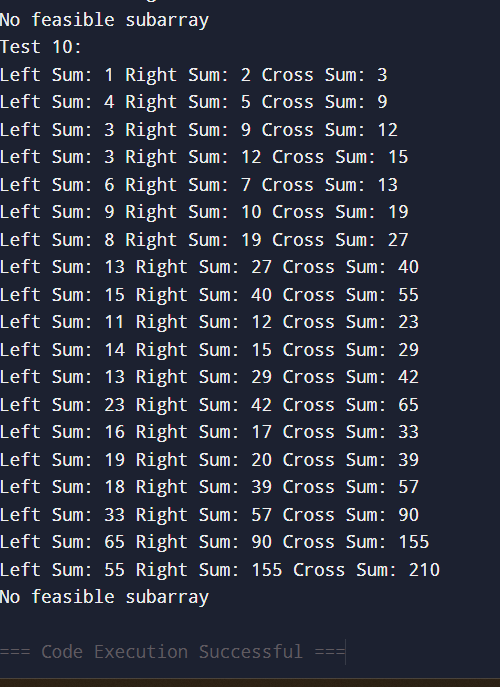 No feasible subarray
Test 10:
Left Sum: 1 Right Sum: 2 Cross Sum: 3
Left Sum: 4 Right Sum: 5 Cross Sum: 9
Left Sum: 3 Right Sum: 9 Cross Sum: 12
Left Sum: 3 Right Sum: 12 Cross Sum: 15
Left Sum: 6 Right Sum: 7 Cross Sum: 13
Left Sum: 9 Right Sum: 10 Cross Sum: 19
Left Sum: 8 Right Sum: 19 Cross Sum: 27
Left Sum: 13 Right Sum: 27 Cross Sum: 40
Left Sum: 15 Right Sum: 40 Cross Sum: 55
Left Sum: 11 Right Sum: 12 Cross Sum: 23
Left Sum: 14 Right Sum: 15 Cross Sum: 29
Left Sum: 13 Right Sum: 29 Cross Sum: 42
Left Sum: 23 Right Sum: 42 Cross Sum: 65
Left Sum: 16 Right Sum: 17 Cross Sum: 33
Left Sum: 19 Right Sum: 20 Cross Sum: 39
Left Sum: 18 Right Sum: 39 Cross Sum: 57
Left Sum: 33 Right Sum: 57 Cross Sum: 90
Left Sum: 65 Right Sum: 90 Cross Sum: 155
Left Sum: 55 Right Sum: 155 Cross Sum: 210
No feasible subarray
=== Code Execution Successful ===